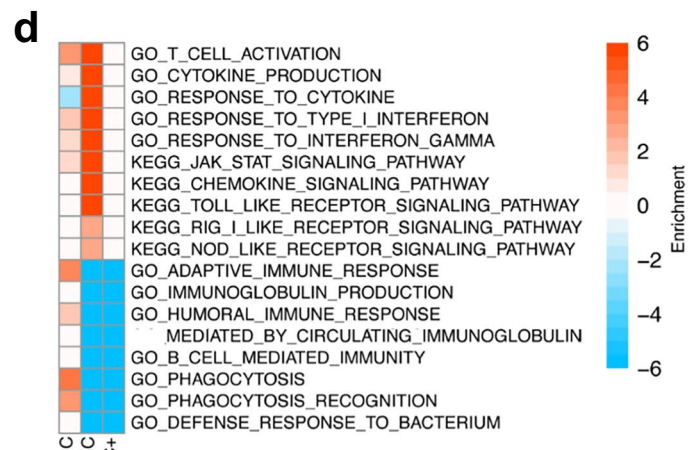 d
GO_T_CELL_ACTIVATION
GO_CYTOKINE_PRODUCTION
GO_RESPONSE_TO_CYTOKINE
GO_RESPONSE_TO_TYPE_I_INTERFERON
GO_RESPONSE_TO_INTERFERON_GAMMA
KEGG_JAK_STAT_SIGNALING_PATHWAY
KEGG_CHEMOKINE_SIGNALING_PATHWAY
KEGG_TOLL_LIKE_RECEPTOR_SIGNALING_PATHWAY
KEGG_RIG_I_LIKE_RECEPTOR_SIGNALING_PATHWAY
KEGG_NOD_LIKE_RECEPTOR_SIGNALING_PATHWAY
GO_ADAPTIVE_IMMUNE_RESPONSE
GO_IMMUNOGLOBULIN_PRODUCTION
GO_HUMORAL_IMMUNE_RESPONSE
MEDIATED_BY_CIRCULATING_IMMUNOGLOBULIN
GO_B_CELL_MEDIATED_IMMUNITY
GO_PHAGOCYTOSIS
GO_PHAGOCYTOSIS_RECOGNITION
GO_DEFENSE_RESPONSE_TO_BACTERIUM
6
4
2
0
−2
−4
−6
Enrichment